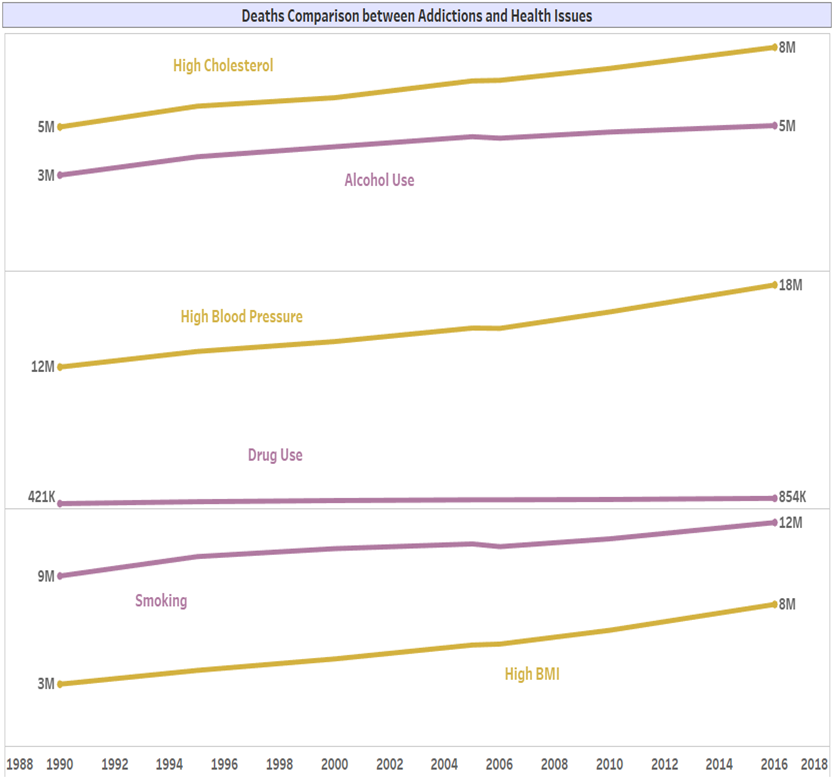 Deaths Comparison between Addictions and Health Issues
High Cholesterol
8M
5M
5M
3M
Alcohol Use
18M
High Blood Pressure
12M
Drug Use
421K
854K
12M
9M
Smoking
8M
High BMI
3M
1988 1990 1992 1994 1996 1998 2000 2002 2004 2006 2008 2010 2012 2014 2016 2018